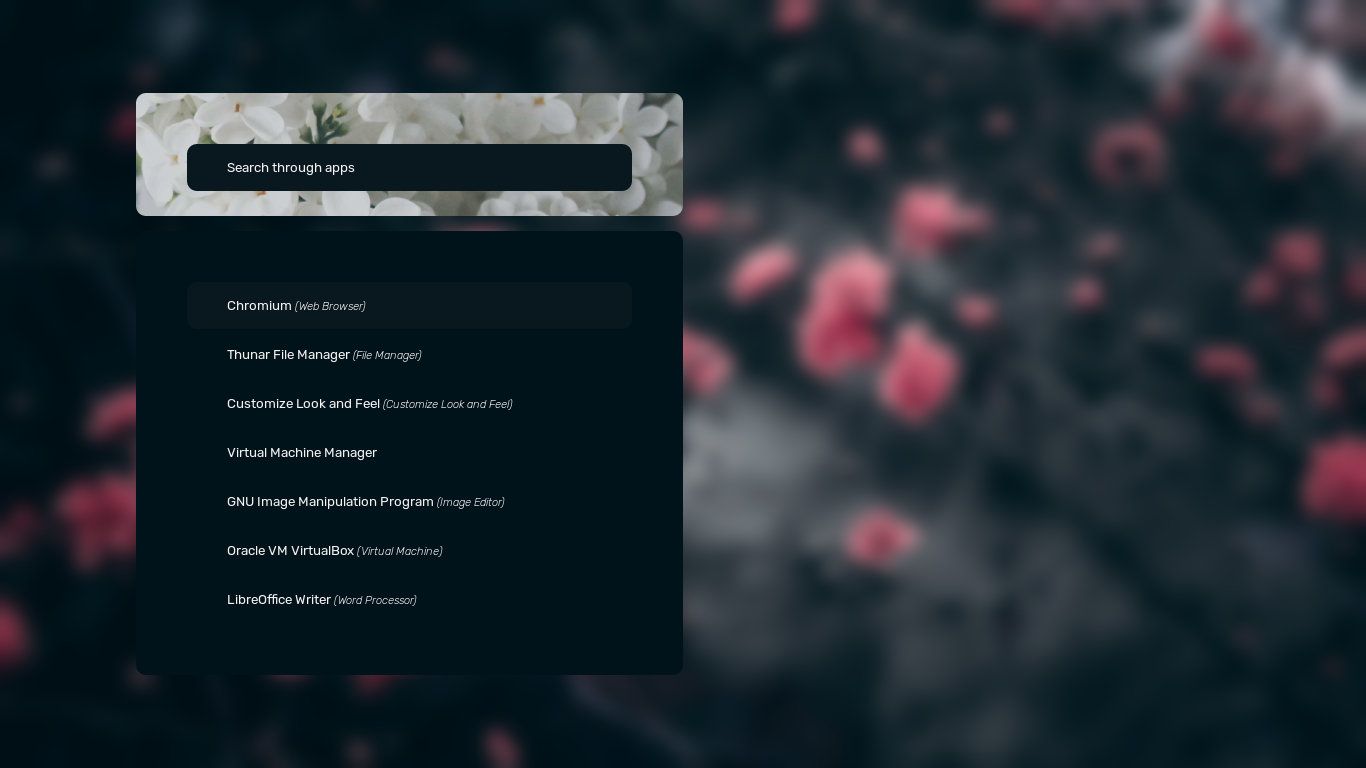 Search through apps
Chromium (Web Browser)
Thunar File Manager (File Manager)
Customize Look and Feel (Customize Look and Feel)
Virtual Machine Manager
GNU Image Manipulation Program (Image Editor)
Oracle VM VirtualBox (Virtual Machine)
LibreOffice Writer (Word Processor)